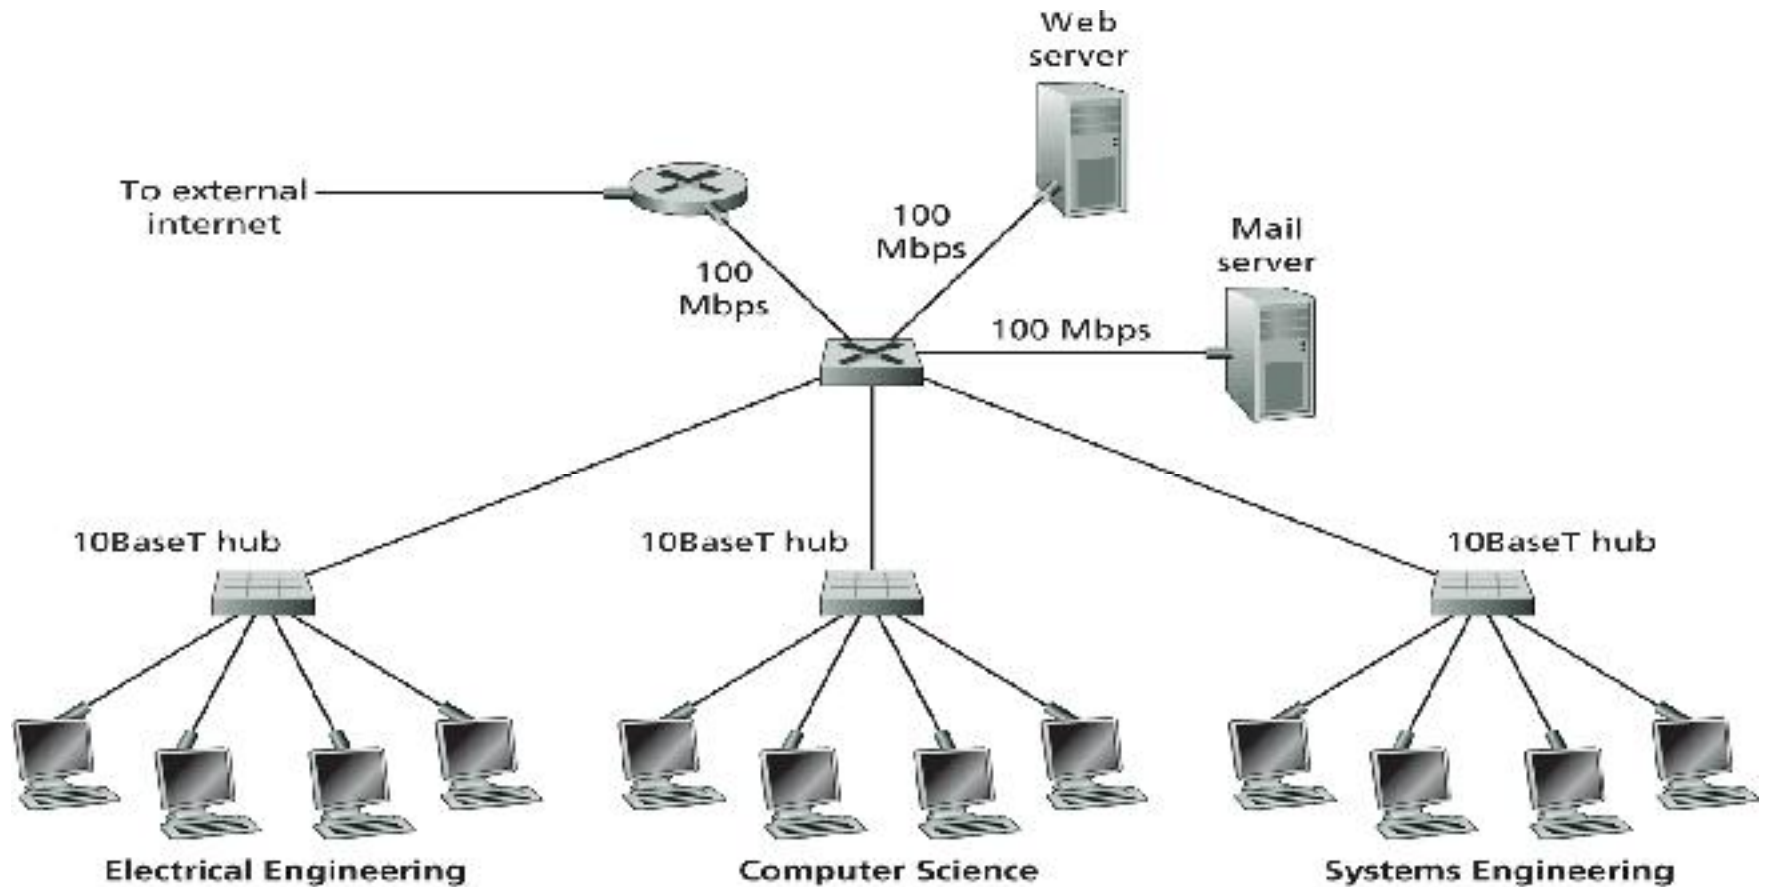 Web
server
To external
internet
100
Mbps
100
Mbps
Mail
server
100 Mbps
10BaseT hub
10BaseT hub
10BaseT hub
Electrical Engineering
Computer Science
Systems Engineering